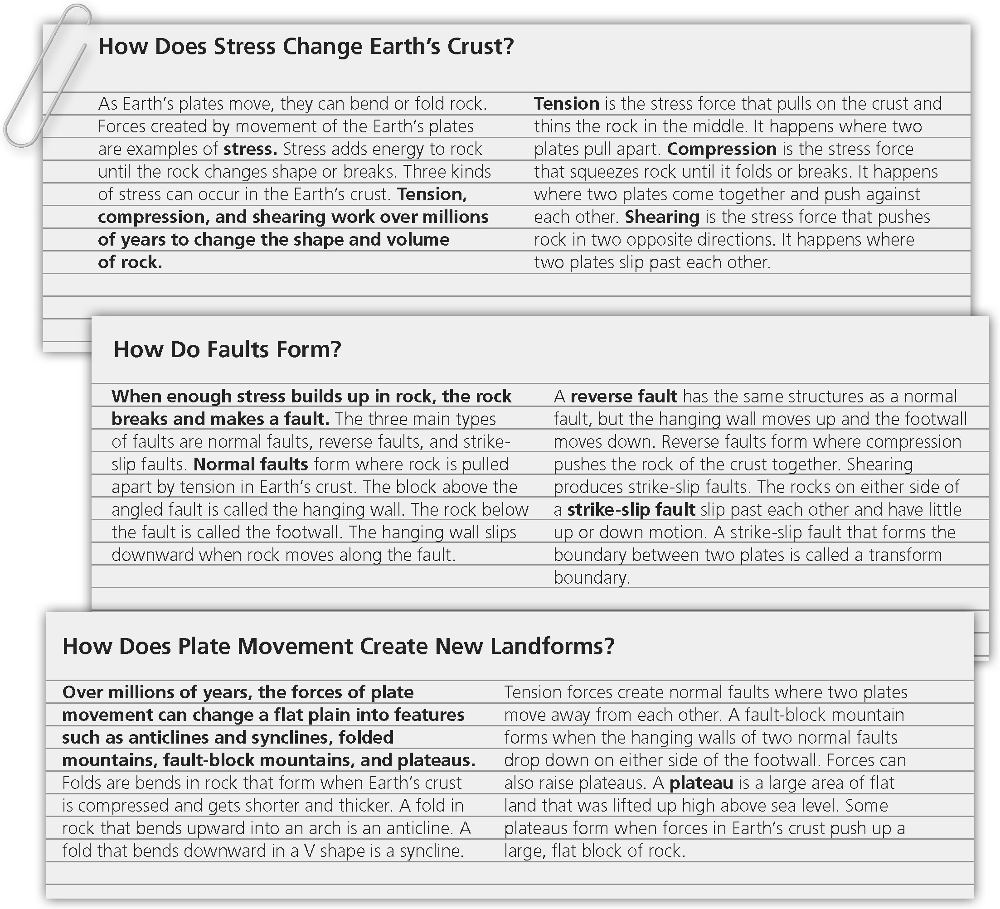 How Does Stress Change Earth’s Crust?
As Earth’s plates move, they can bend or fold rock.
Forces created by movement of the Earth’s plates
are examples of stress. Stress adds energy to rock
until the rock changes shape or breaks. Three kinds
of stress can occur in the Earth’s crust. Tension,
compression, and shearing work over millions
of years to change the shape and volume
of rock.
Tension is the stress force that pulls on the crust and
thins the rock in the middle. It happens where two
plates pull apart. Compression is the stress force
that squeezes rock until it folds or breaks. It happens
where two plates come together and push against
each other. Shearing is the stress force that pushes
rock in two opposite directions. It happens where
two plates slip past each other.
How Do Faults Form?
When enough stress builds up in rock, the rock
breaks and makes a fault. The three main types
of faults are normal faults, reverse faults, and strike-
slip faults. Normal faults form where rock is pulled
apart by tension in Earth’s crust. The block above the
angled fault is called the hanging wall. The rock below
the fault is called the footwall. The hanging wall slips
downward when rock moves along the fault.
A reverse fault has the same structures as a normal
fault, but the hanging wall moves up and the footwall
moves down. Reverse faults form where compression
pushes the rock of the crust together. Shearing
produces strike-slip faults. The rocks on either side of
a strike-slip fault slip past each other and have little
up or down motion. A strike-slip fault that forms the
boundary between two plates is called a transform
boundary.
How Does Plate Movement Create New Landforms?
Over millions of years, the forces of plate
movement can change a flat plain into features
such as anticlines and synclines, folded
mountains, fault-block mountains, and plateaus.
Folds are bends in rock that form when Earth’s crust
is compressed and gets shorter and thicker. A fold in
rock that bends upward into an arch is an anticline. A
fold that bends downward in a V shape is a syncline.
Tension forces create normal faults where two plates
move away from each other. A fault-block mountain
forms when the hanging walls of two normal faults
drop down on either side of the footwall. Forces can
also raise plateaus. A plateau is a large area of flat
land that was lifted up high above sea level. Some
plateaus form when forces in Earth’s crust push up a
large, flat block of rock.